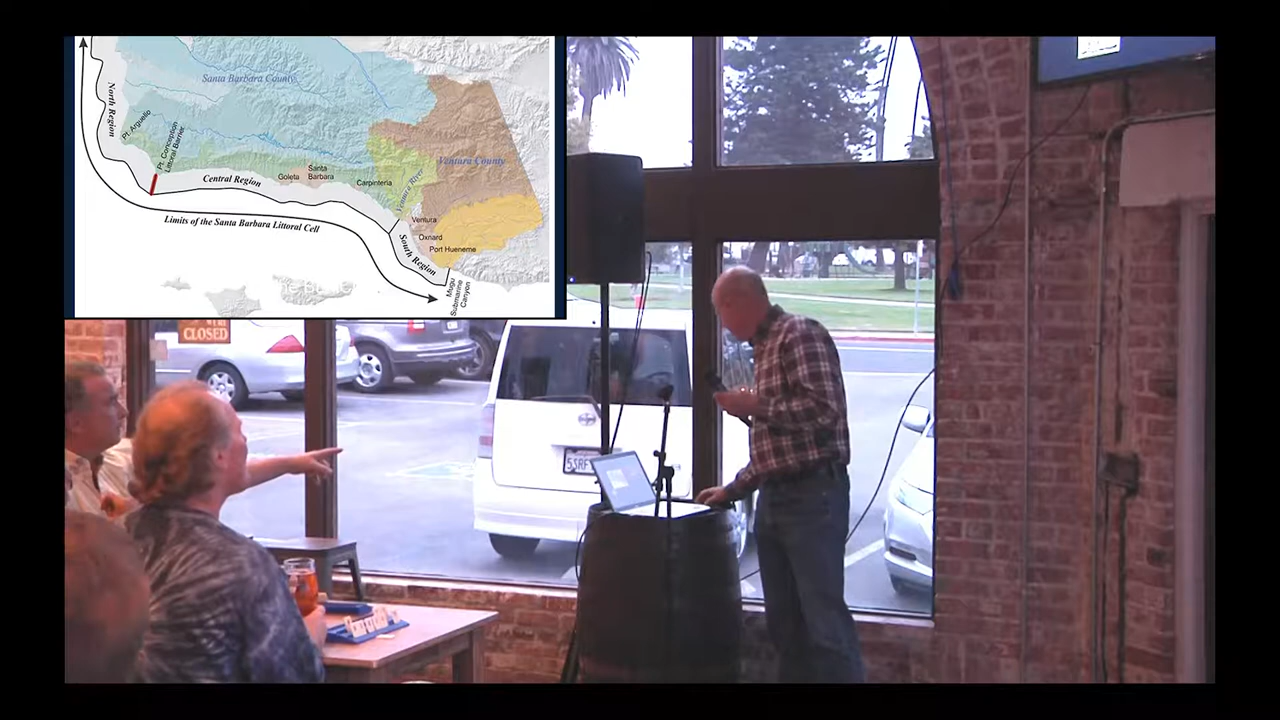 Santa Barbara County
North Region
Pt. Arguello
Pt. Conception
Littoral Barrier
Central Region
Goleta
Santa
Barbara
Carpinteria
Ventura River
Ventura County
Limits of the Santa Barbara Littoral Cell
Ventura
Oxnard
Port Hueneme
South Region
Mugu
Submarine
Canyon
CLOSED